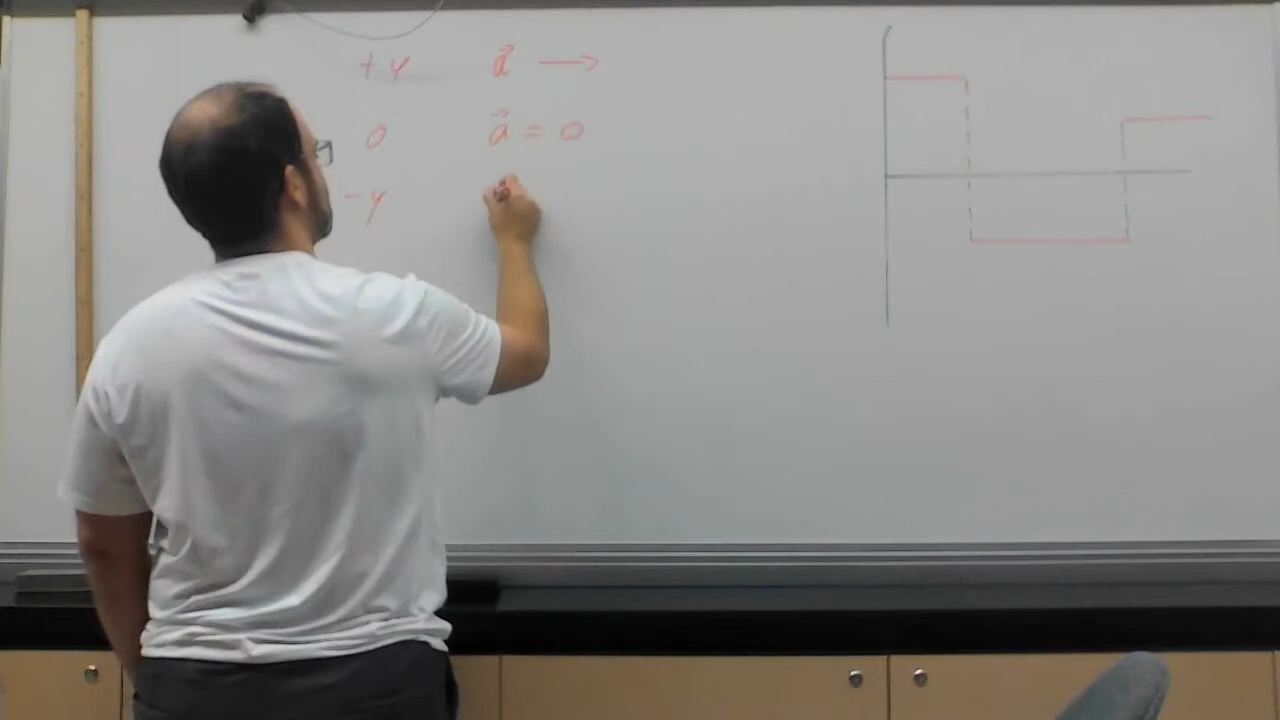 + y a⃗ →
0 a⃗ = 0
- y